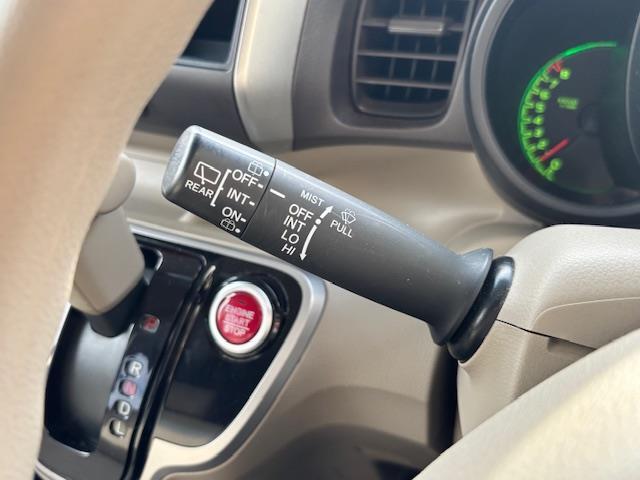 REAR
OFF-
INT-
ON-
MIST
OFF
INT
LO
HI
PULL
ENGINE
START
STOP
P
R
N
D
L